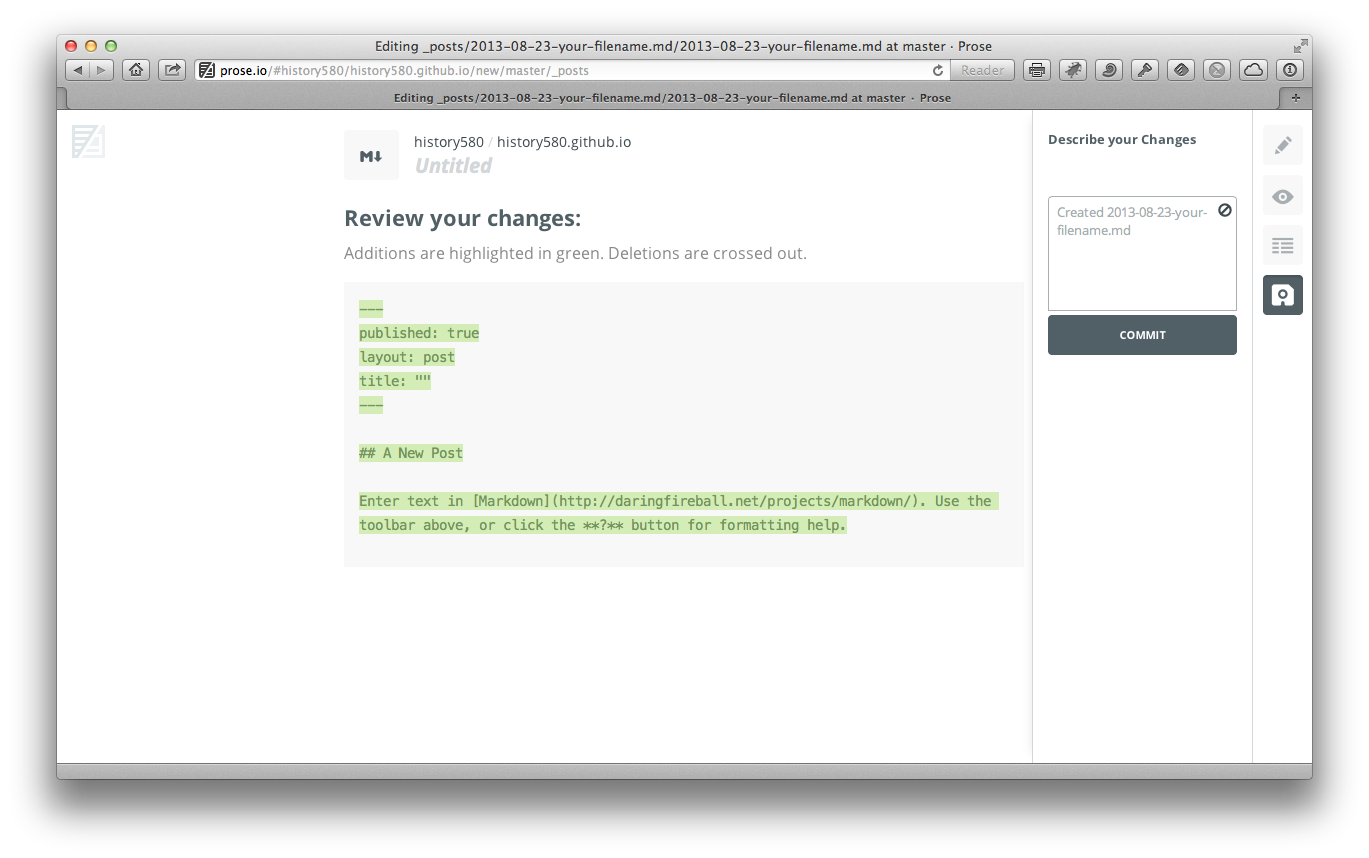 Editing _posts/2013-08-23-your-filename.md/2013-08-23-your-filename.md at master · Prose
prose.io/#history580/history580.github.io/new/master/_posts
Reader
Editing _posts/2013-08-23-your-filename.md/2013-08-23-your-filename.md at master · Prose
M
history580 / history580.github.io
Untitled
Review your changes:
Additions are highlighted in green. Deletions are crossed out.
---
published: true
layout: post
title: ""
---
## A New Post
Enter text in [Markdown](http://daringfireball.net/projects/markdown/). Use the
toolbar above, or click the **?** button for formatting help.
Describe your Changes
Created 2013-08-23-your-
filename.md
COMMIT